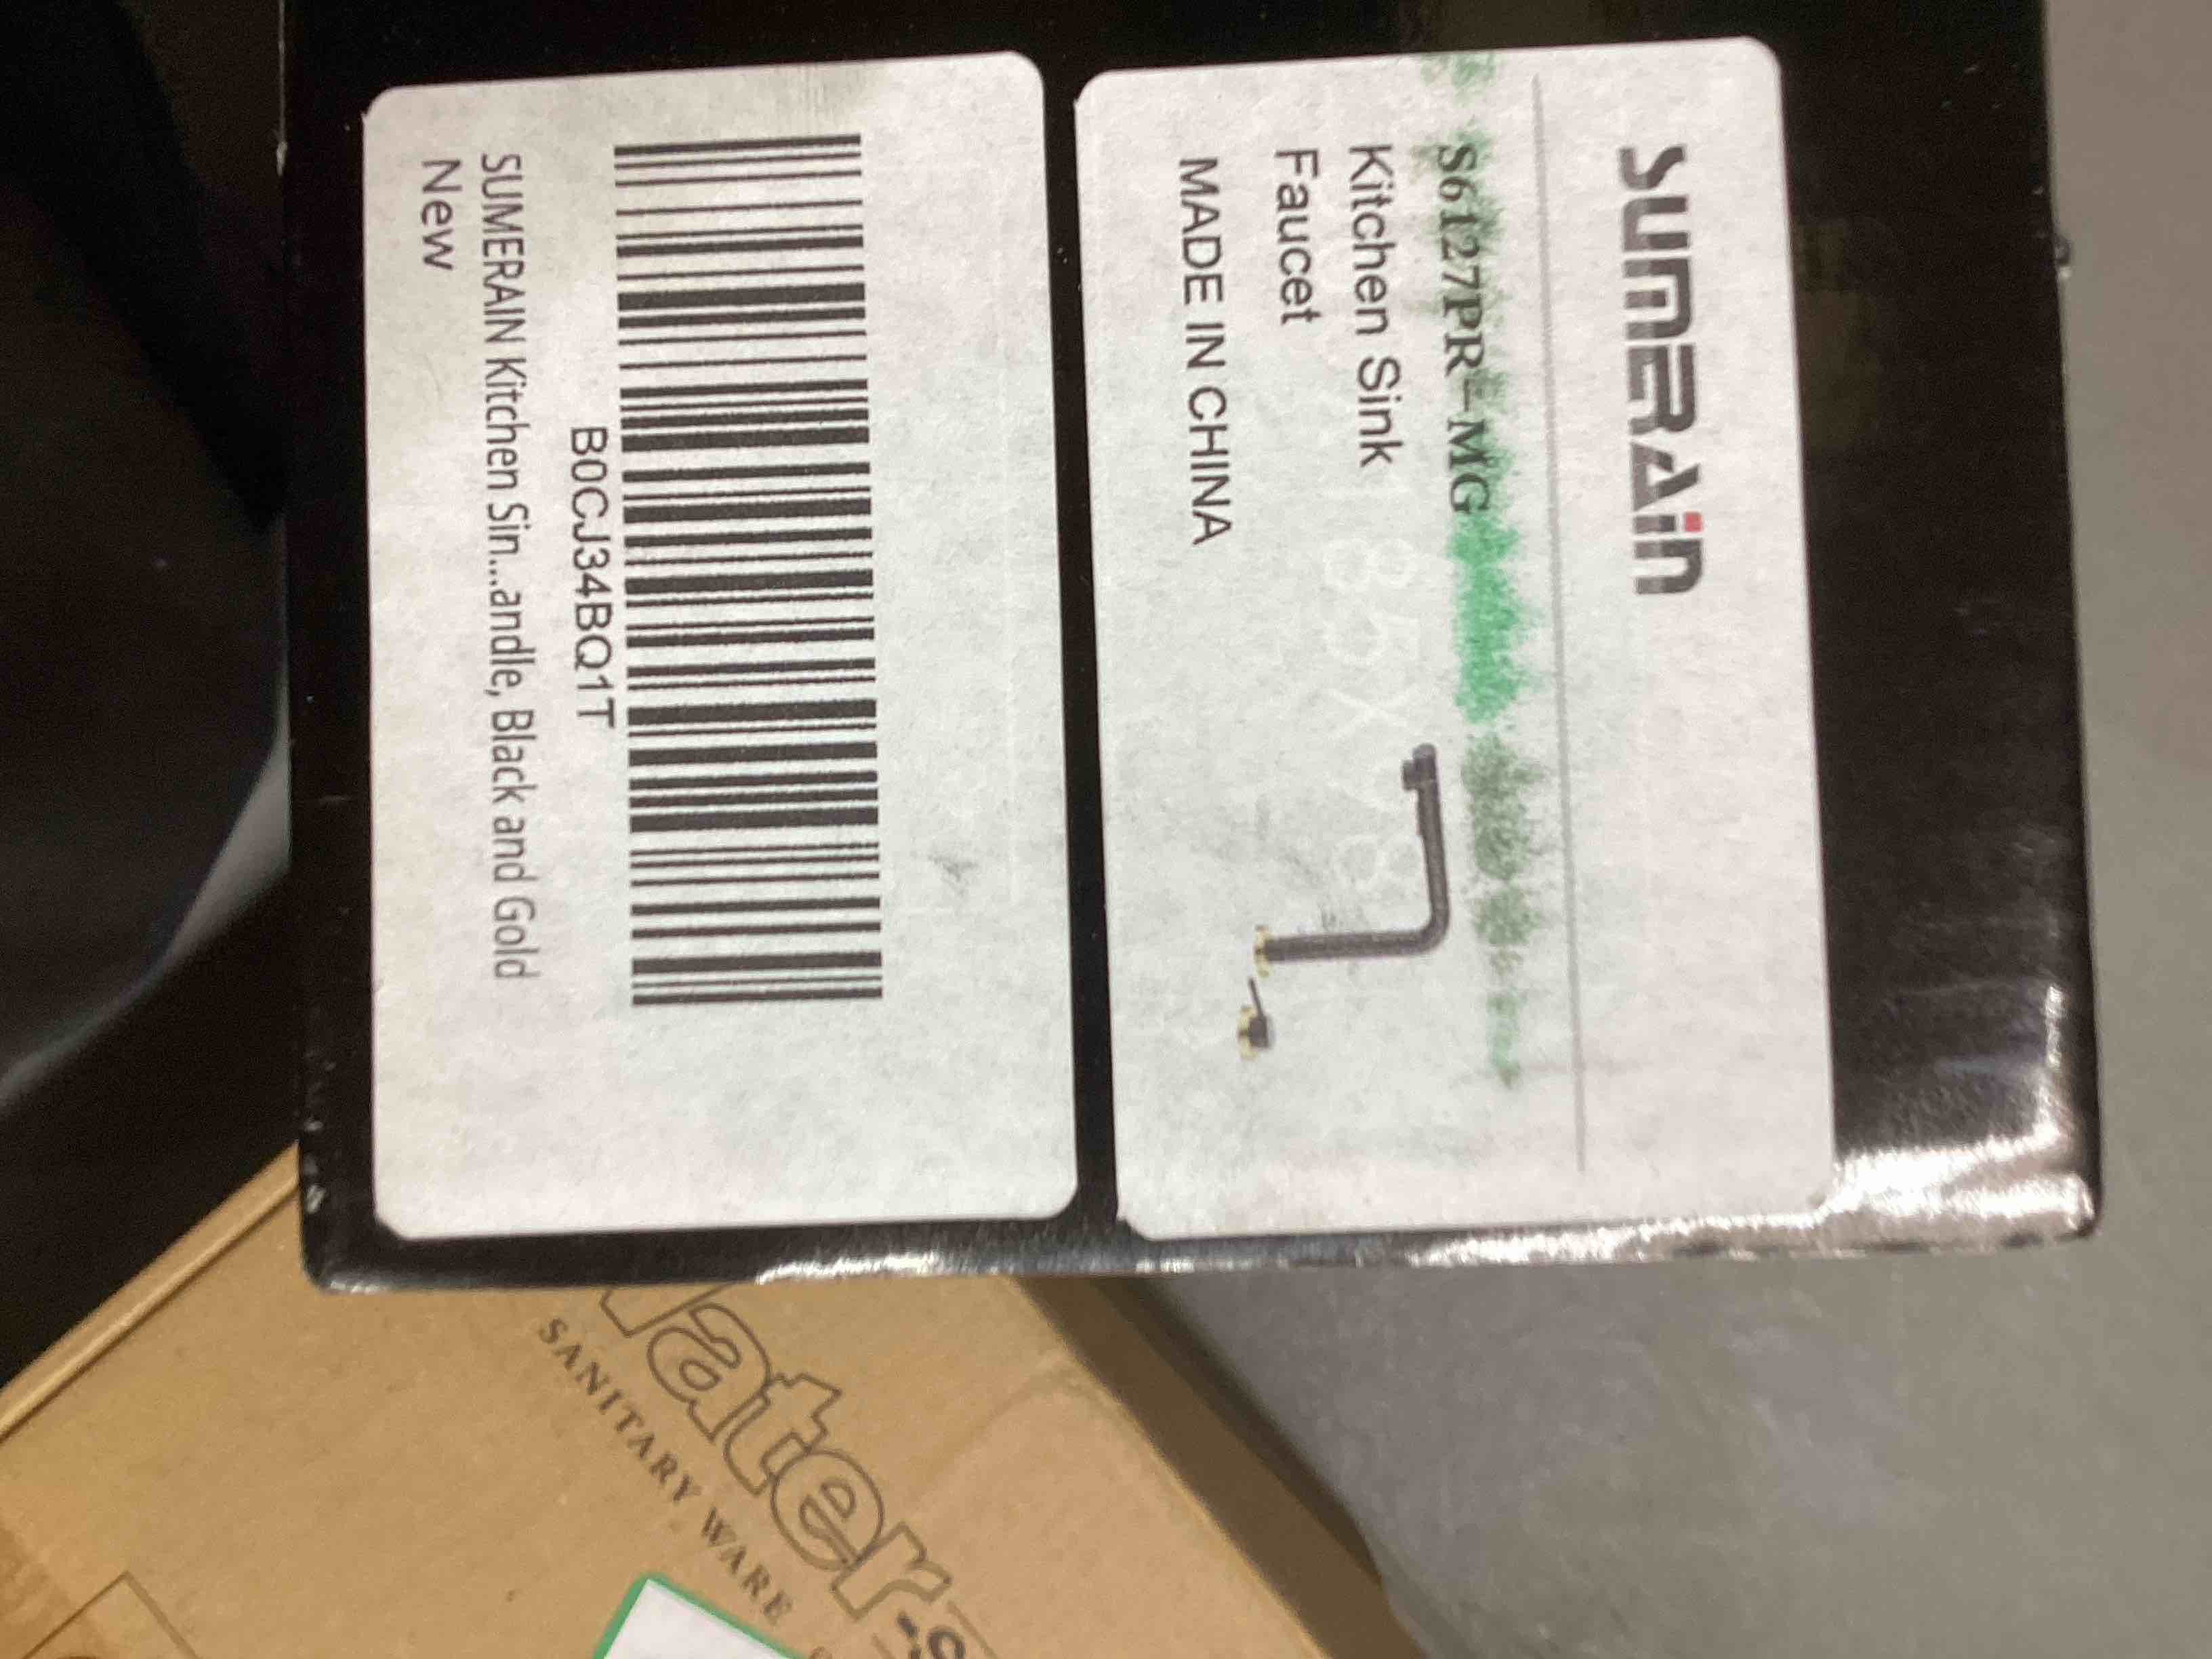 SUMERAIN
S6127PR-MG
Kitchen Sink
Faucet
MADE IN CHINA
B0CJ34BQ1T
SUMERAIN Kitchen Sin...andle, Black and Gold
New
SANITARY WARE